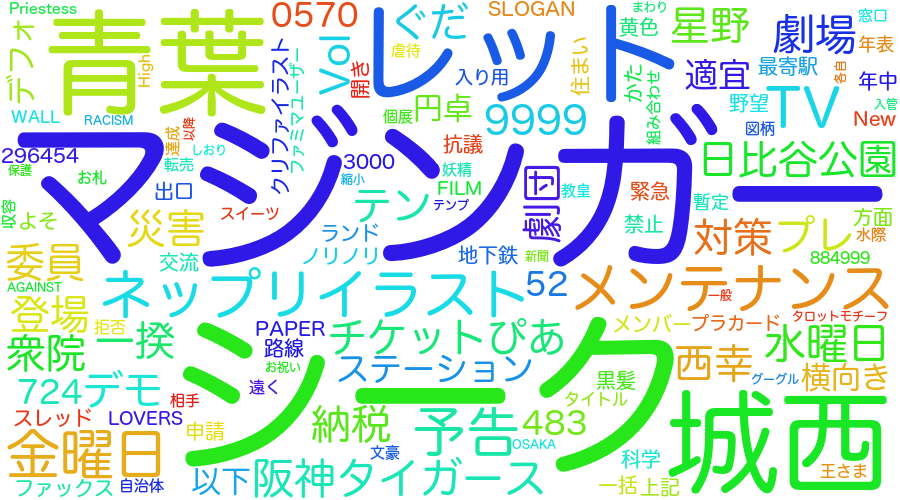 Priestess
デフォ
青葉
High
クリファイライスト
ファミマユーザー
0570
Vol
開き
虐待
レット
ぐだ
SLOGAN
入り用
住まい
まわり
黄色
かた
組み合わせ
星野
適宜
劇場
最寄駅
窓口
年表
各自
年中
入管
WALL
RACISM
達成
以降
しおり
個展
円卓
抗議
9999
野望
TV
図柄
New
296454
保護
お札
転売
マジンガー
3000
縮小
妖精
FILM
テンプ
劇団
教皇
緊急
暫定
日比谷公園
収容
よそ
災害
出口
スイーツ
テン
ランド
ノリノリ
地下鉄
新聞
禁止
対策
プレ
方面
水際
884999
委員
交流
AGAINST
登場
拒否
ネップリイラスト
52
メンテナンス
一般
タロットモチーフ
衆院
一揆
PAPER
路線
お祝い
チケットぴあ
メンバー
プラカード
水曜日
724
デモ
遠く
ステーション
シーク
黒髪
タイトル
西幸
グーグル
横向き
スレッド
LOVERS
相手
納税
予告
483
城西
金曜日
申請
文豪
OSAKA
科学
王さま
ファックス
自治体
以下
阪神タイガース
一括
上記